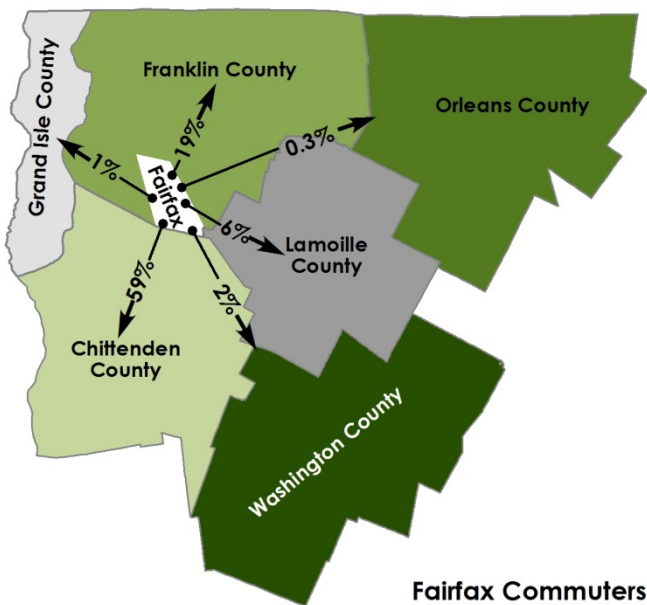 Grand Isle County
Franklin County
Orleans County
19%
0.3%
1%
Fairfax
6%
Lamoille
County
59%
2%
Chittenden
County
Washington County
Fairfax Commuters